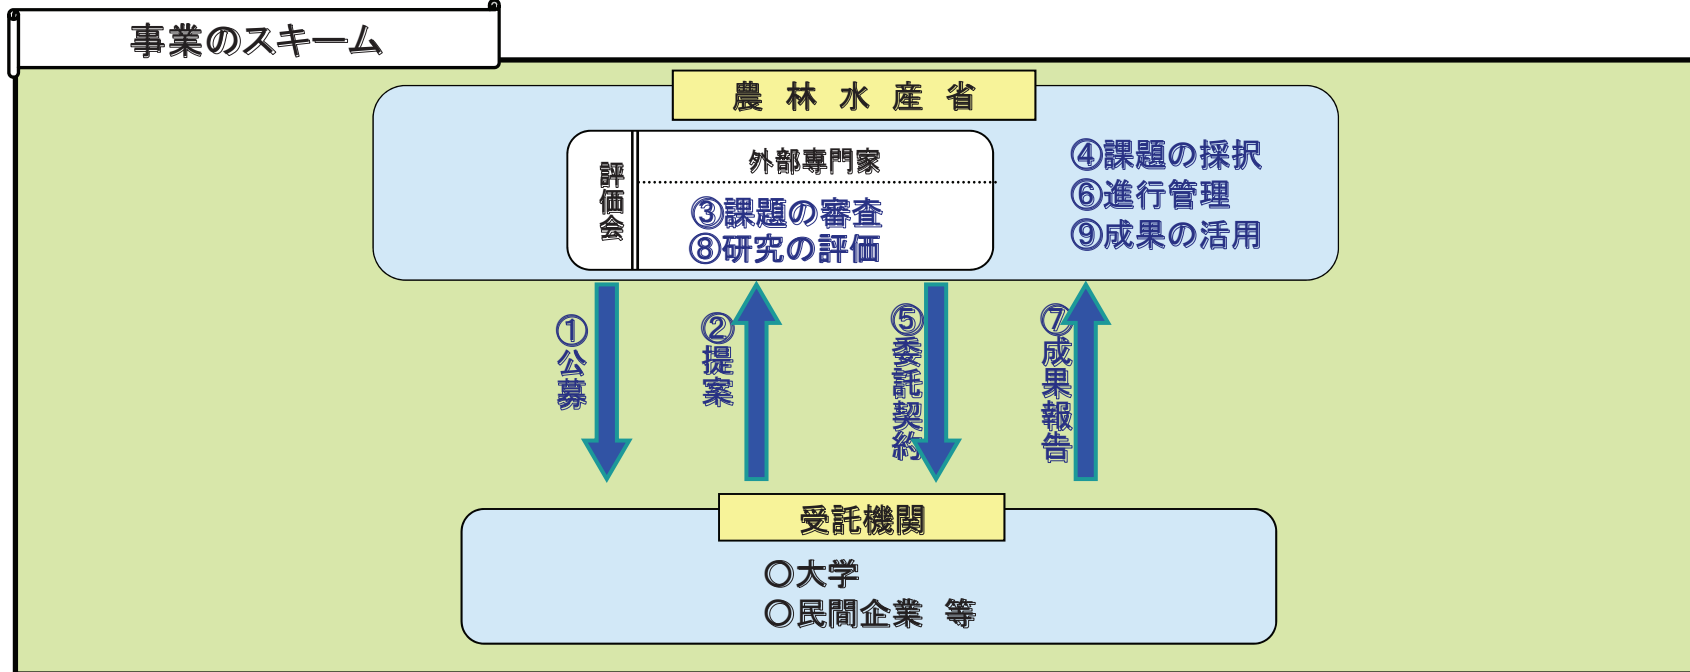 事業のスキーム
農林水産省
評価会
外部専門家
③課題の審査
⑧研究の評価
④課題の採択
⑥進行管理
⑨成果の活用
①公募
②提案
⑤委託契約
⑦成果報告
受託機関
〇大学
〇民間企業 等